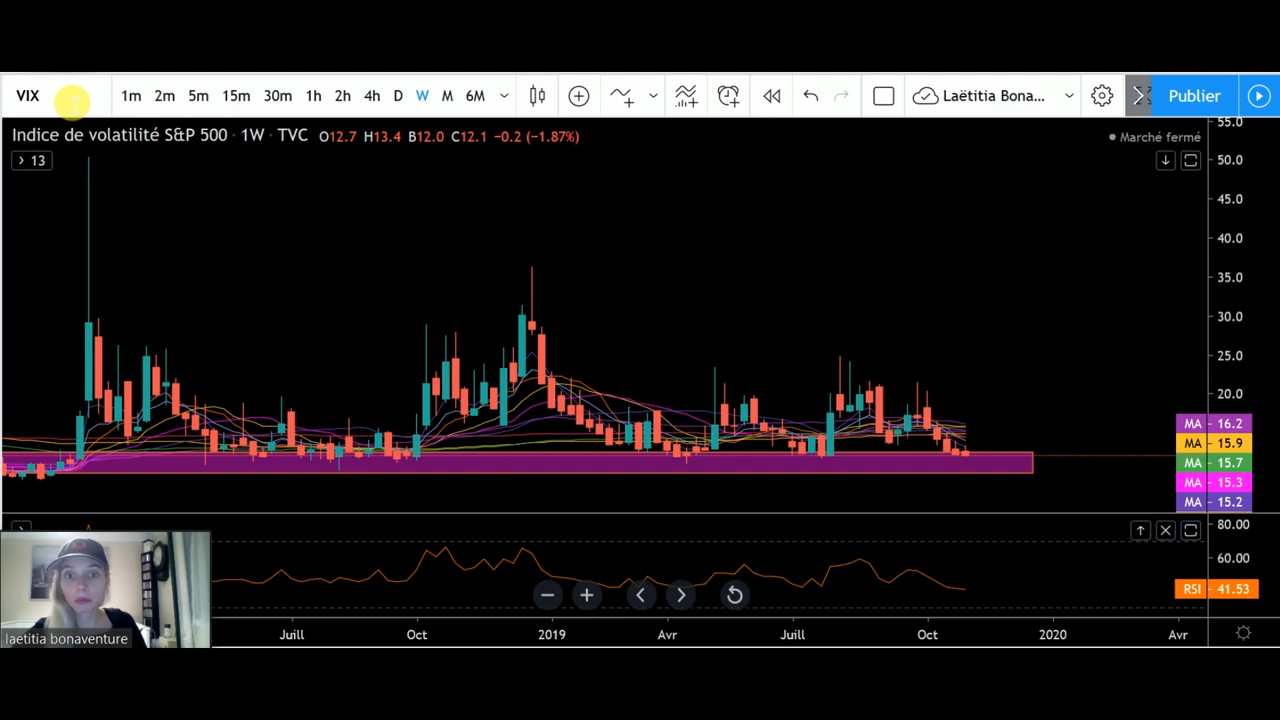 VIX
1m 2m 5m 15m 30m 1h 2h 4h D W M 6M
Laëtitia Bona...
Publier
Indice de volatilité S&P 500 · 1W · TVC O12.7 H13.4 B12.0 C12.1 −0.2 (−1.87%)
Marché fermé
13
55.0
50.0
45.0
40.0
35.0
30.0
25.0
20.0
MA 16.2
MA 15.9
MA 15.7
MA 15.3
MA 15.2
80.00
60.00
RSI 41.53
laetitia bonaventure
Juill Oct 2019 Avr Juill Oct 2020 Avr